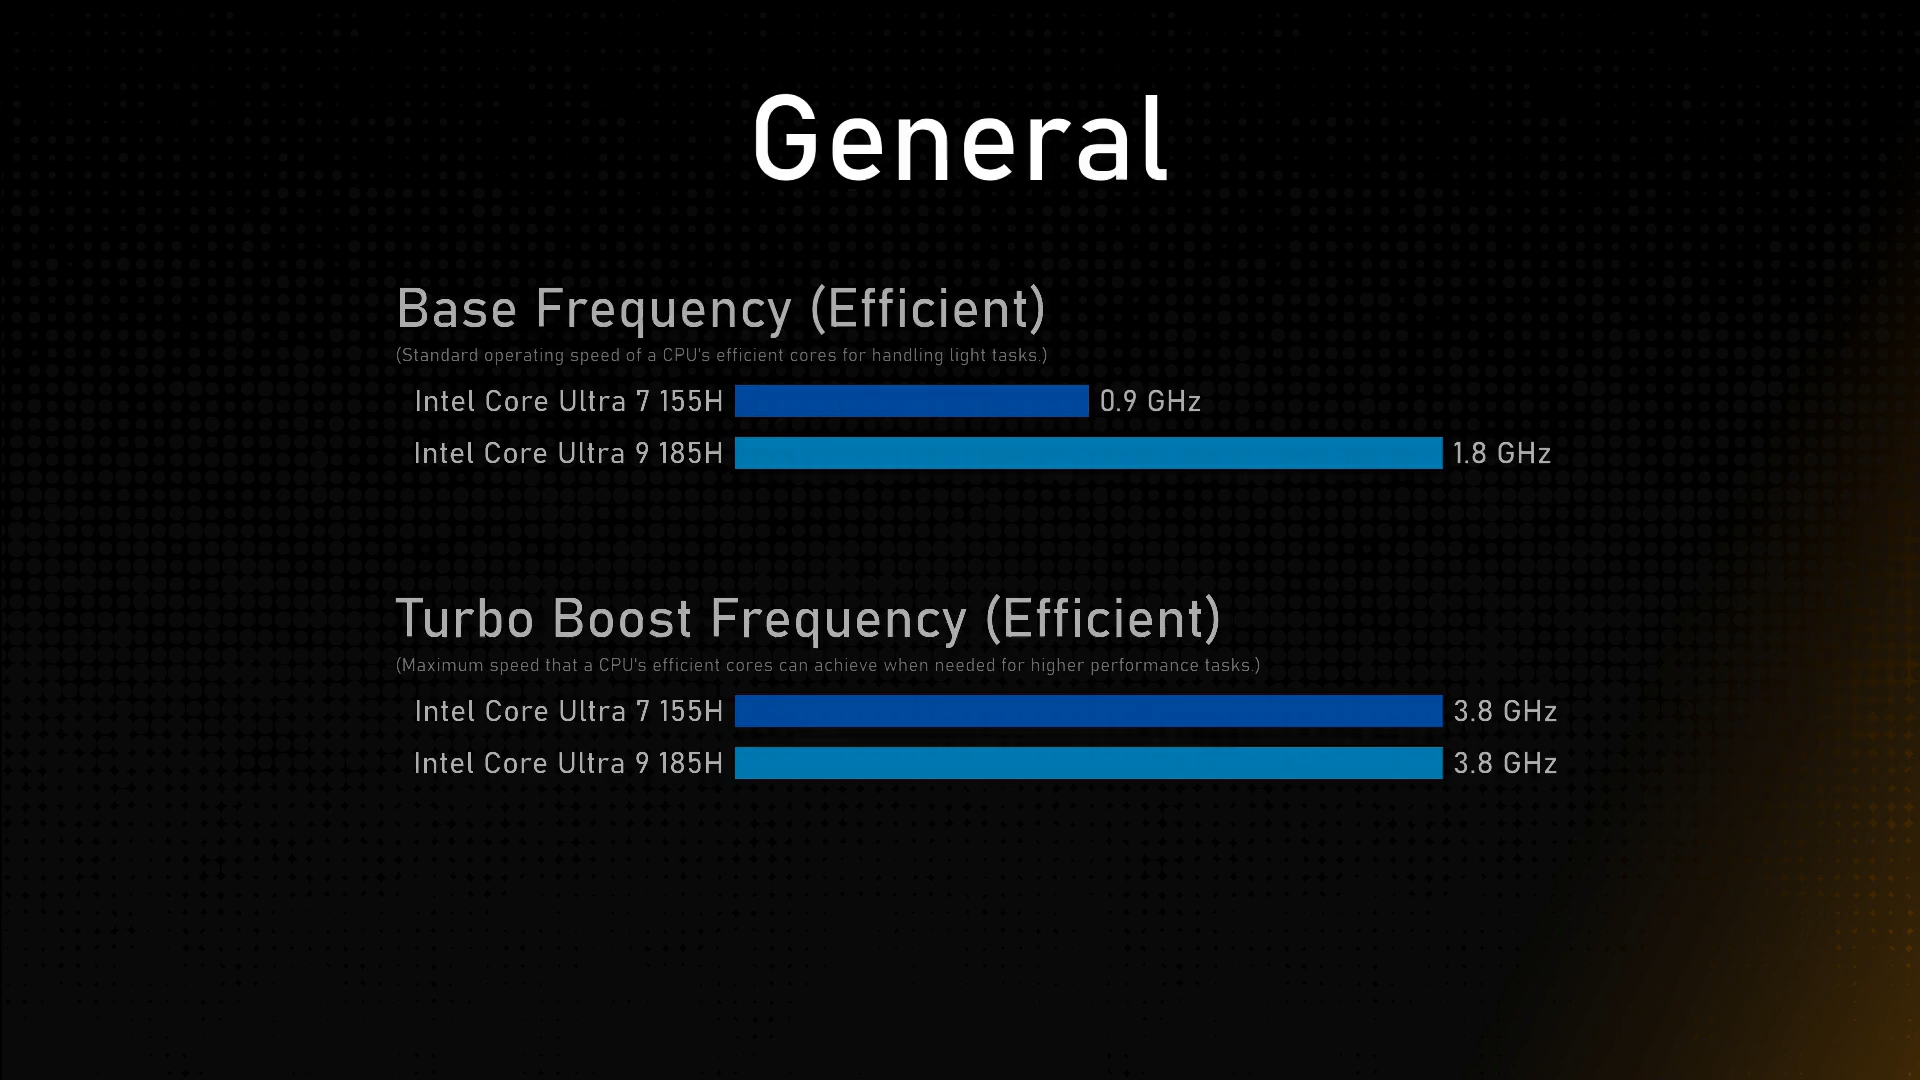 General
Base Frequency (Efficient)
(Standard operating speed of a CPU's efficient cores for handling light tasks.)
Intel Core Ultra 7 155H 0.9 GHz
Intel Core Ultra 9 185H 1.8 GHz
Turbo Boost Frequency (Efficient)
(Maximum speed that a CPU's efficient cores can achieve when needed for higher performance tasks.)
Intel Core Ultra 7 155H 3.8 GHz
Intel Core Ultra 9 185H 3.8 GHz